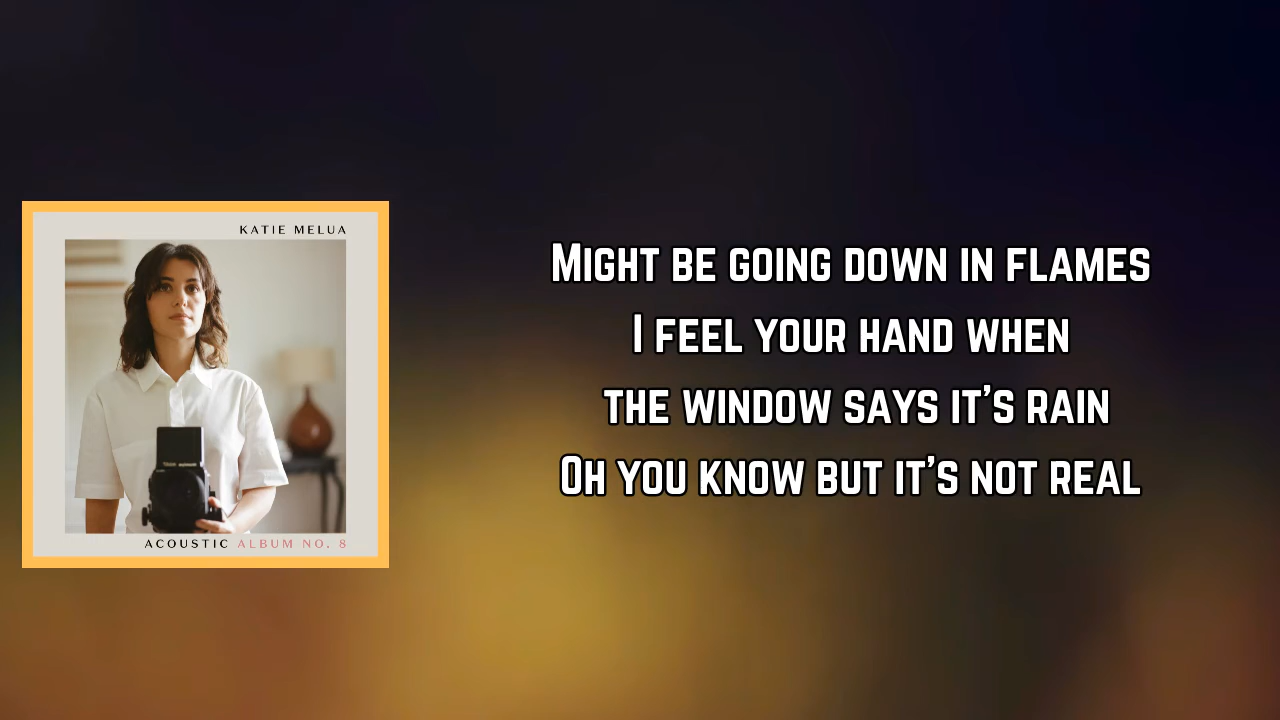 KATIE MELUA
ACOUSTIC ALBUM NO. 8
Might be going down in flames
I feel your hand when
the window says it's rain
Oh you know but it's not real